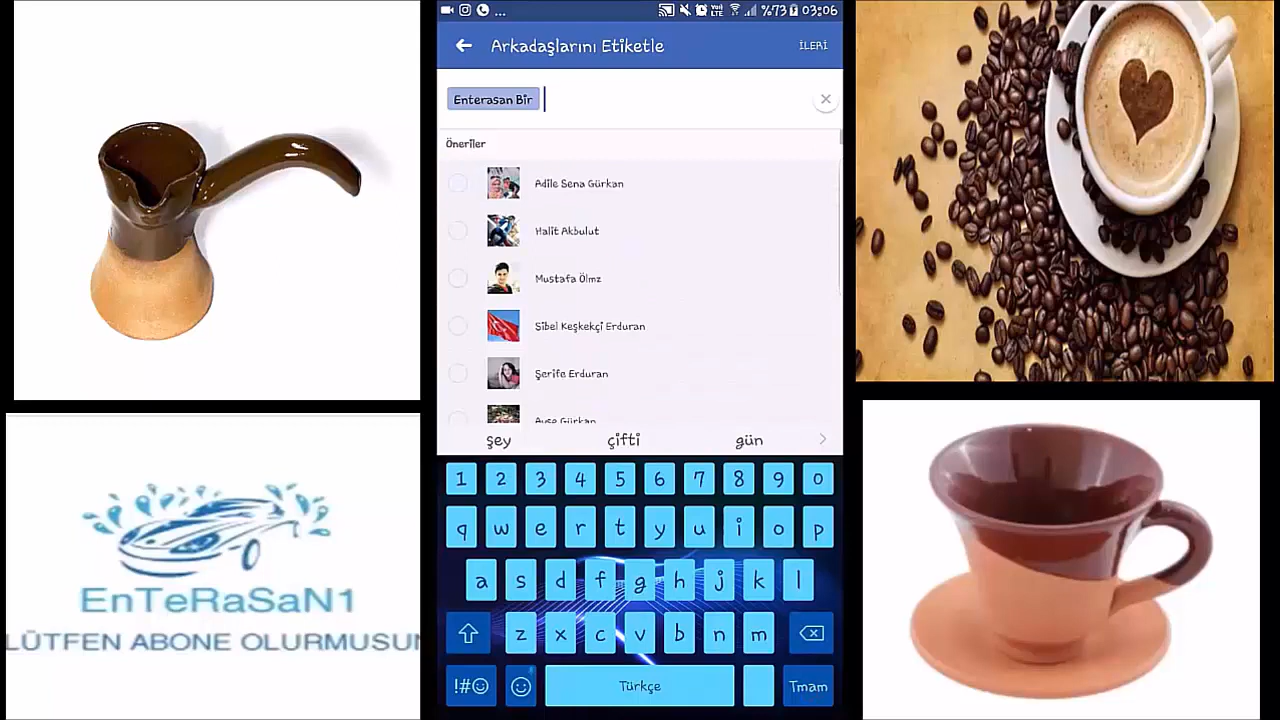 ... %73 03:06
Arkadaşlarını Etiketle İLERİ
Enterasan Bir
Öneriler
Adile Sena Gürkan
Halit Akbulut
Mustafa Ölmz
Sibel Keşkekçi Erduran
Şerife Erduran
Ayşe Gürkan
şey çifti gün
1 2 3 4 5 6 7 8 9 0
q w e r t y u i o p
a s d f g h j k l
z x c v b n m
!#☺ Türkçe Tmam
EnTeRaSaN1
LÜTFEN ABONE OLURMUSUN